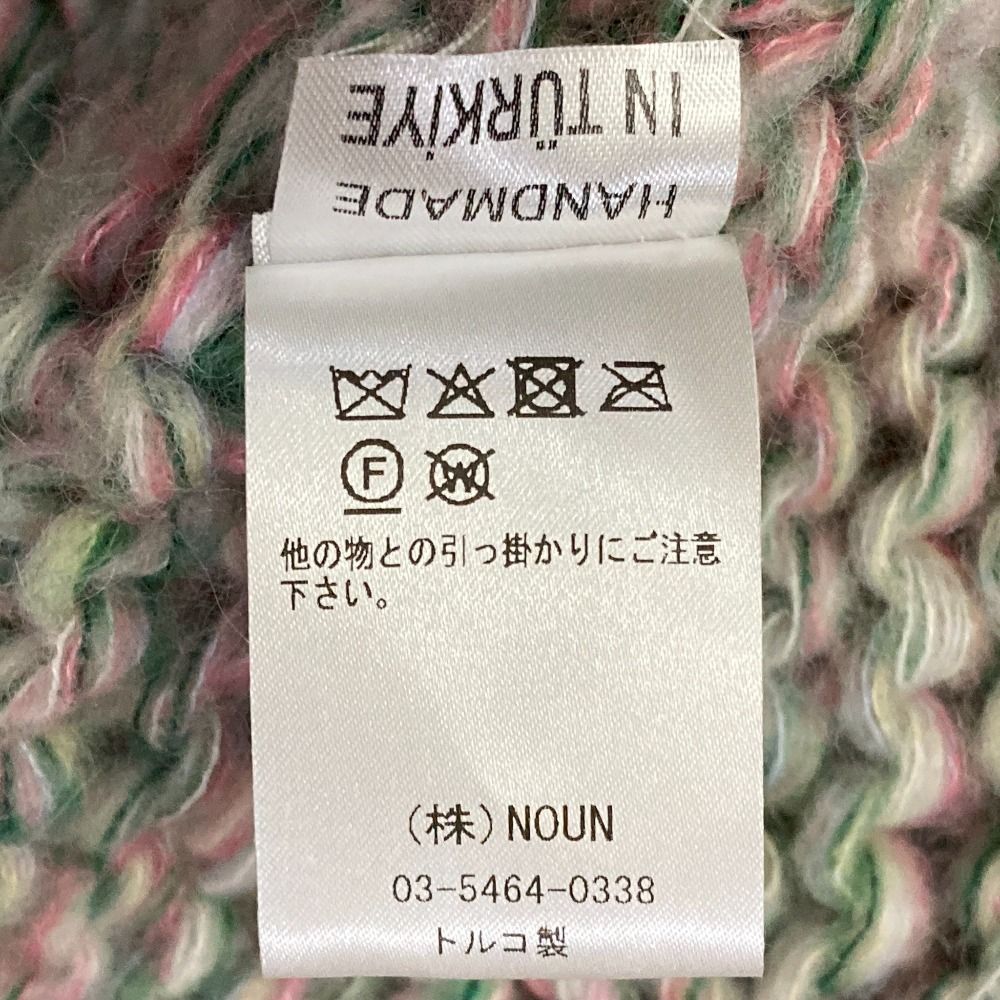 HANDMADE
IN TÜRKİYE
F
W
他の物との引っ掛かりにご注意
下さい。
(株)NOUN
03-5464-0338
トルコ製